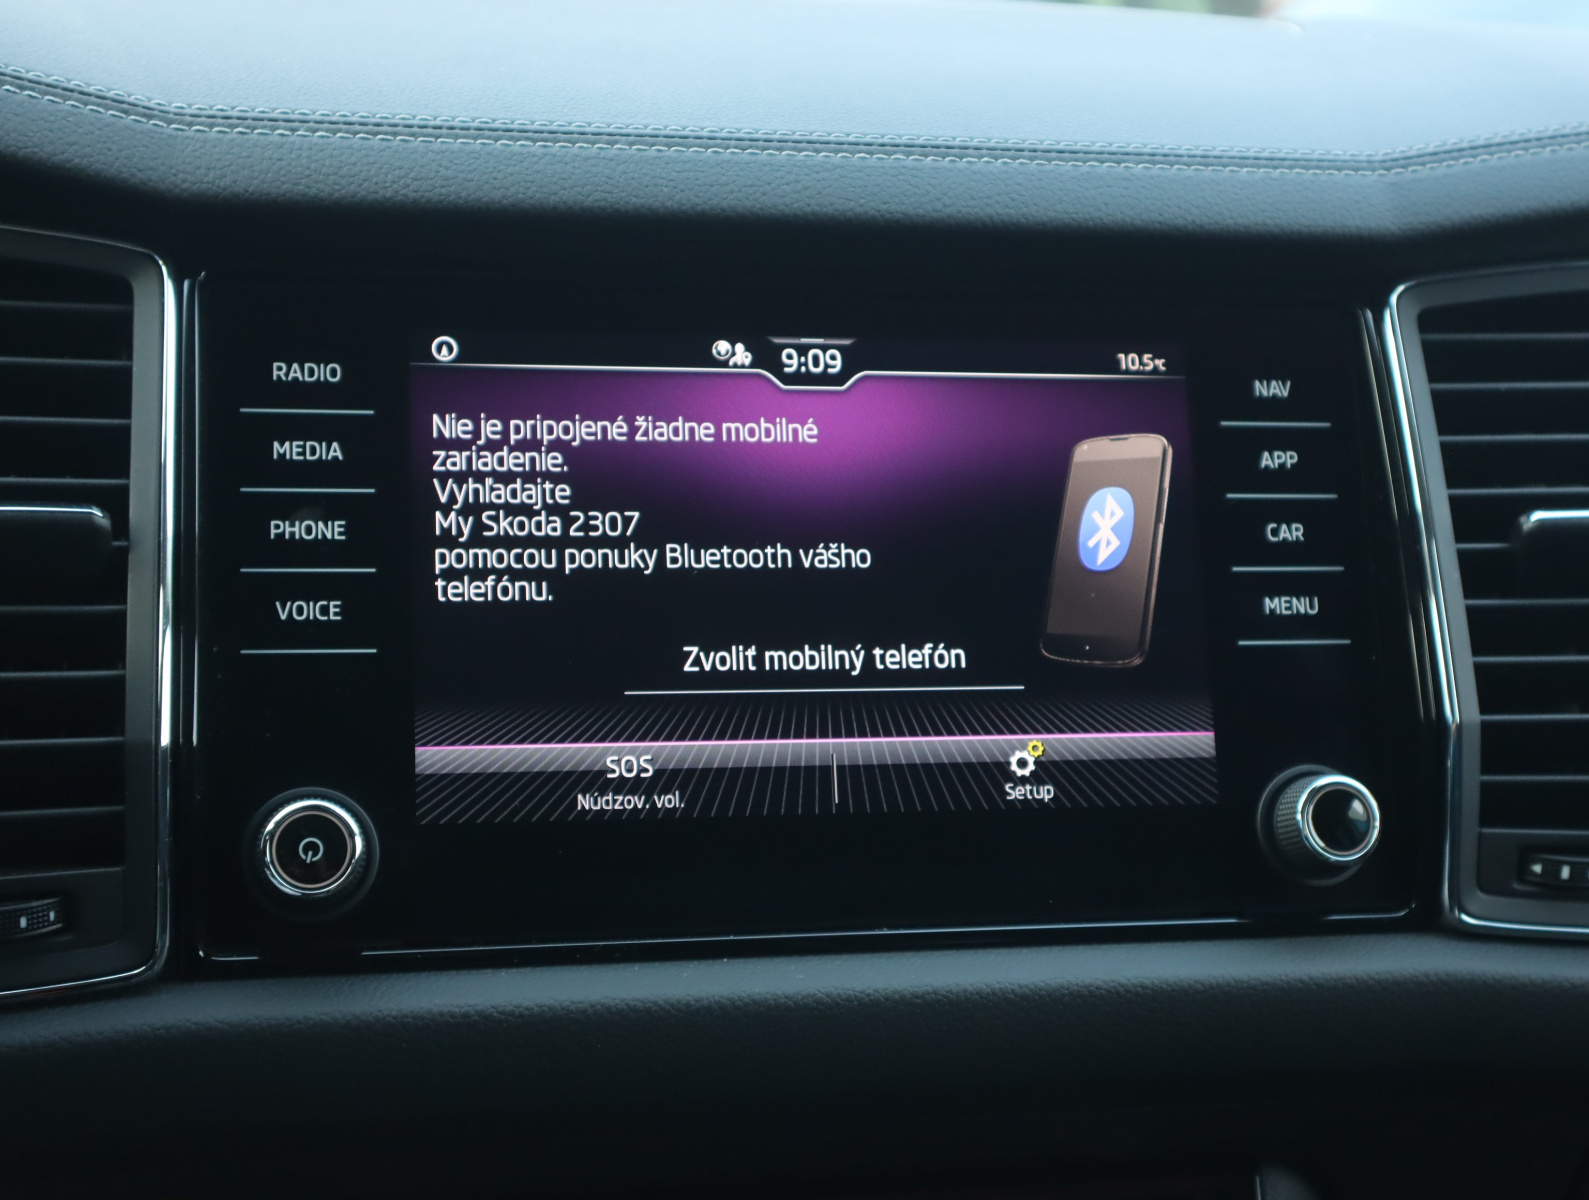 RADIO
MEDIA
PHONE
VOICE
9:09
10.5°C
Nie je pripojené žiadne mobilné
zariadenie.
Vyhľadajte
My Skoda 2307
pomocou ponuky Bluetooth vášho
telefónu.
Zvoliť mobilný telefón
SOS
Núdzov. vol.
Setup
NAV
APP
CAR
MENU